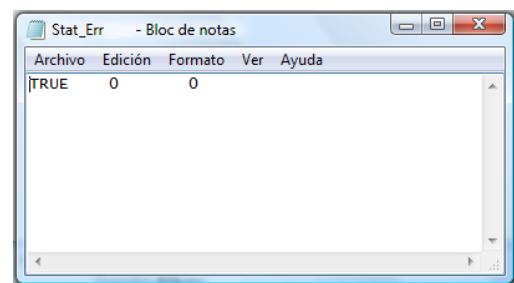 Stat_Err - Bloc de notas
Archivo Edición Formato Ver Ayuda
TRUE 0 0